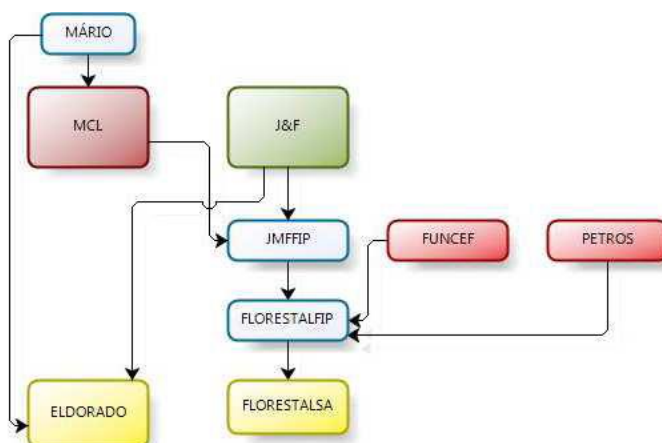 MÁRIO
MCL
J&F
JMFFIP
FUNCEF
PETROS
FLORESTALFIP
ELDORADO
FLORESTALSA